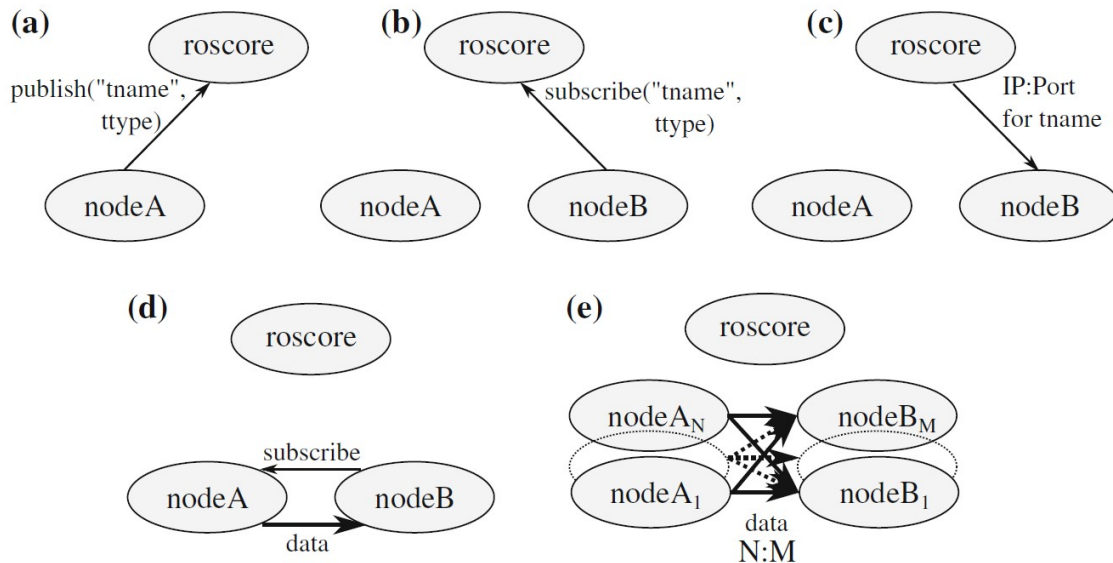 (a)
roscore
publish("tname",
ttype)
nodeA
(b)
roscore
subscribe("tname",
ttype)
nodeA
nodeB
(c)
roscore
IP:Port
for tname
nodeA
nodeB
(d)
roscore
subscribe
nodeA
nodeB
data
(e)
roscore
nodeA_N
nodeB_M
nodeA_1
nodeB_1
data
N:M